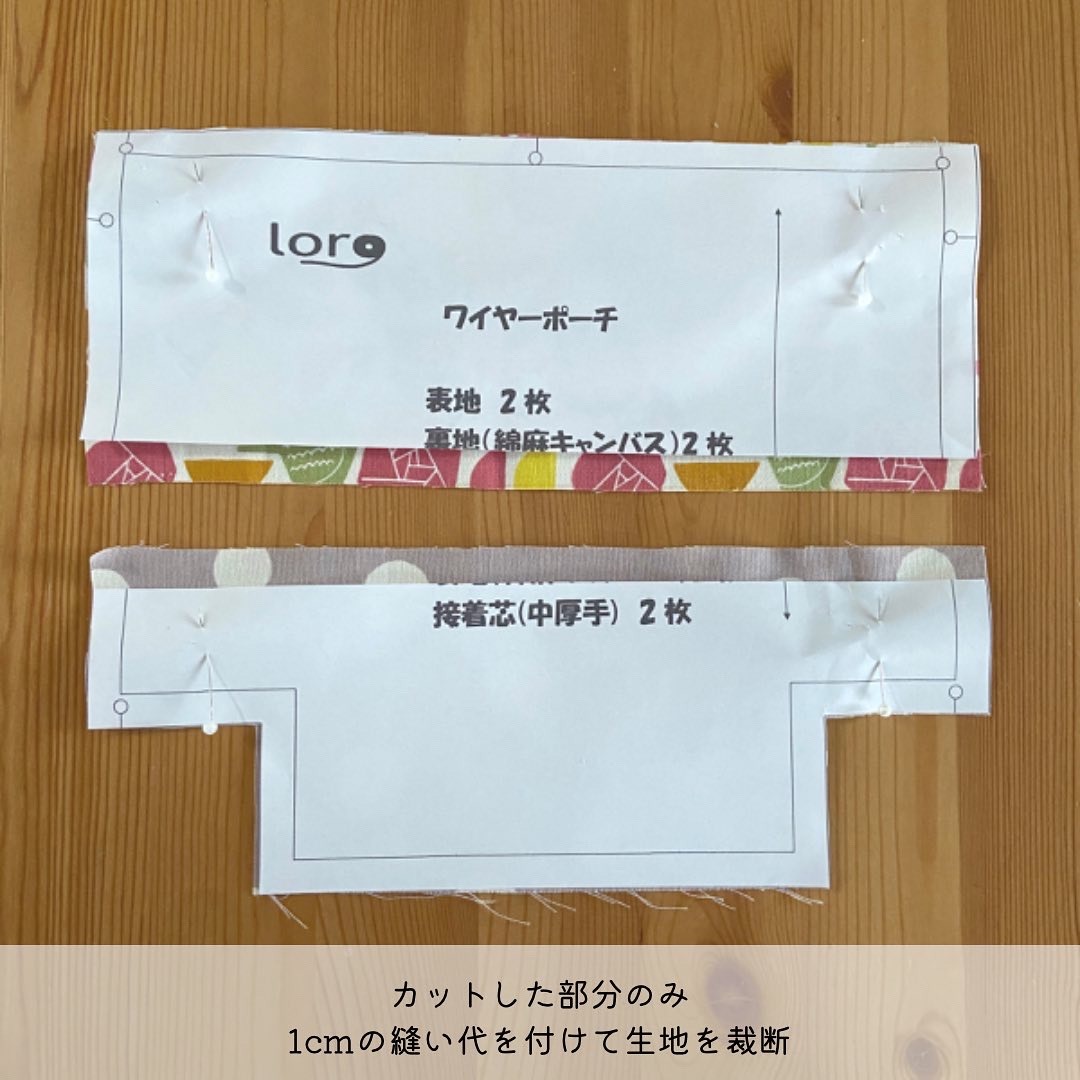 loro
ワイヤーポーチ
表地 2枚
裏地(綿麻キャンバス)2枚
接着芯(中厚手) 2枚
カットした部分のみ
1cmの縫い代を付けて生地を裁断